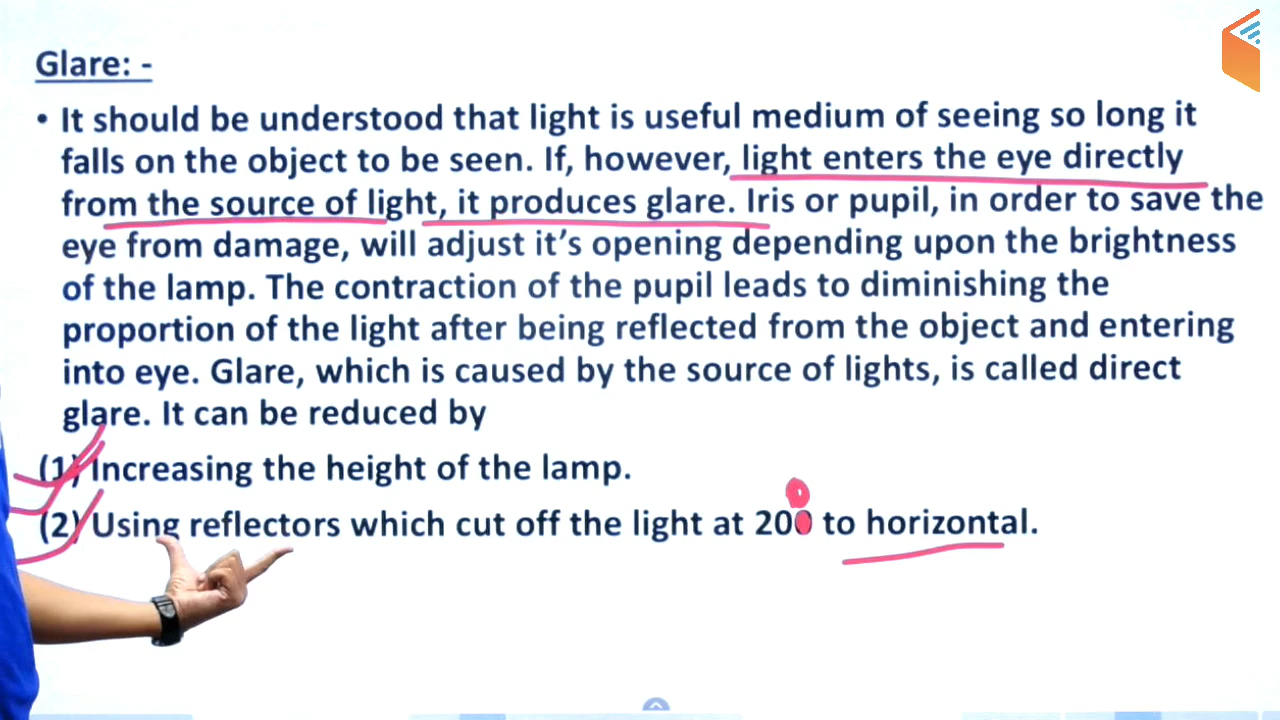 Glare: -
• It should be understood that light is useful medium of seeing so long it
falls on the object to be seen. If, however, light enters the eye directly
from the source of light, it produces glare. Iris or pupil, in order to save the
eye from damage, will adjust it's opening depending upon the brightness
of the lamp. The contraction of the pupil leads to diminishing the
proportion of the light after being reflected from the object and entering
into eye. Glare, which is caused by the source of lights, is called direct
glare. It can be reduced by
(1) Increasing the height of the lamp.
(2) Using reflectors which cut off the light at 200 to horizontal.